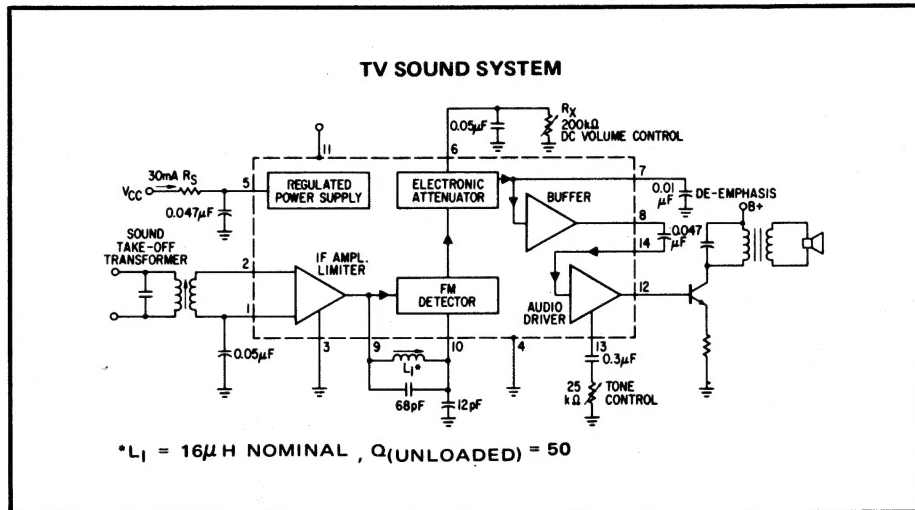 TV SOUND SYSTEM
0.05µF
RX
200kΩ
DC VOLUME CONTROL
11
6
30mA RS
VCC
5
REGULATED
POWER SUPPLY
ELECTRONIC
ATTENUATOR
7
0.01
µF
DE-EMPHASIS
B+
0.047µF
BUFFER
8
0.047
µF
14
SOUND
TAKE-OFF
TRANSFORMER
2
IF AMPL.
LIMITER
FM
DETECTOR
AUDIO
DRIVER
12
1
3
9
10
4
13
0.05µF
L1*
0.3µF
68pF
12pF
25
kΩ
TONE
CONTROL
*L1 = 16µH NOMINAL , Q(UNLOADED) = 50